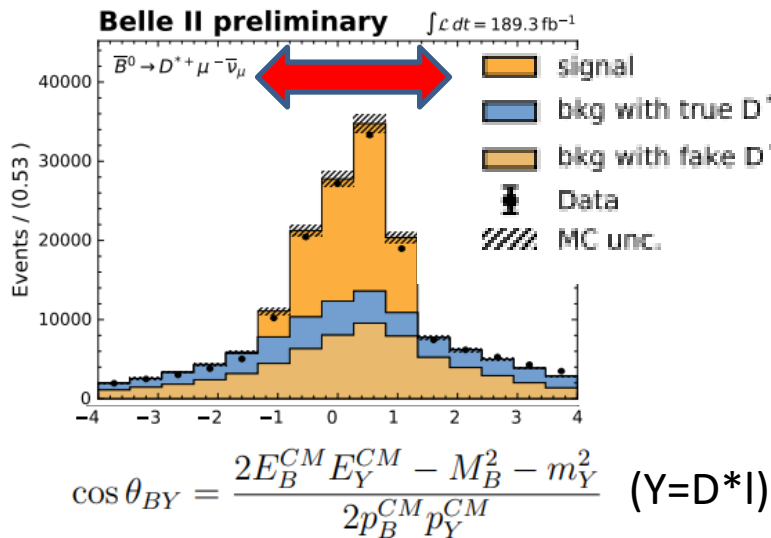 Belle II preliminary
∫ℒ dt = 189.3 fb⁻¹
B̅⁰ → D*⁺ μ⁻ ν̅_μ
signal
bkg with true D*
bkg with fake D*
Data
MC unc.
Events / (0.53)
40000
30000
20000
10000
0
−4 −3 −2 −1 0 1 2 3 4
cos θ_BY = (2E_B^CM E_Y^CM − M_B² − m_Y²) / (2p_B^CM p_Y^CM) (Y=D*l)